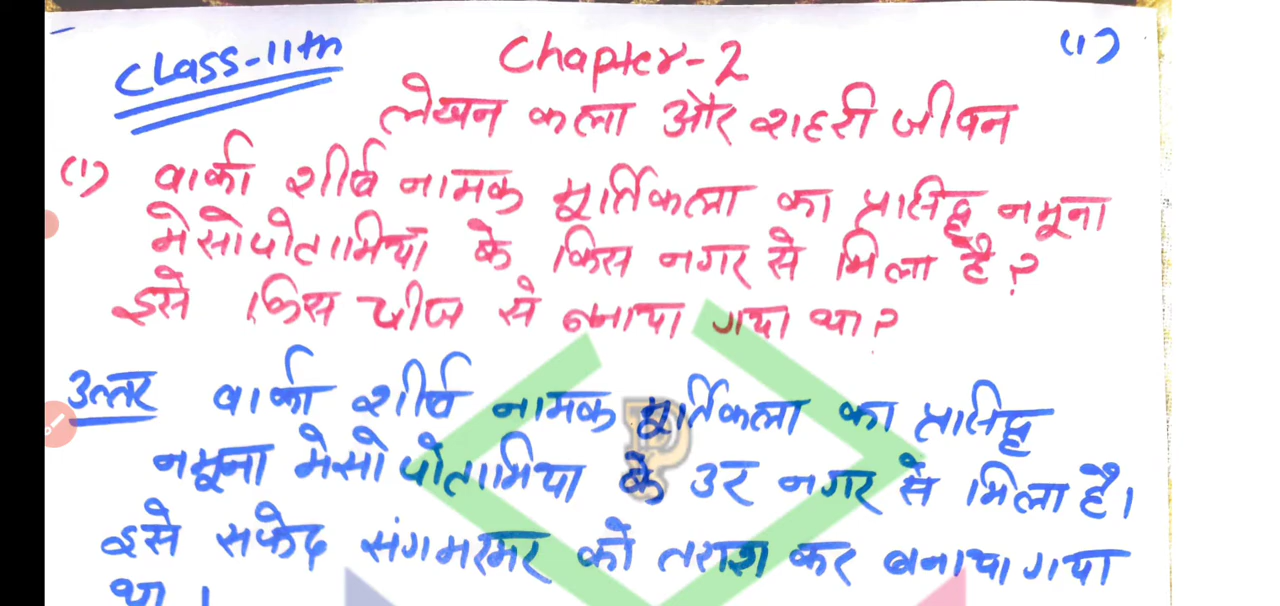 Class-11th
Chapter-2
(1)
लेखन कला और शहरी जीवन
(1) वार्का शीर्ष नामक मूर्तिकला का प्रसिद्ध नमूना
मेसोपोटामिया के किस नगर से मिला है?
इसे किस चीज से बनाया गया था?
उत्तर वार्का शीर्ष नामक मूर्तिकला का प्रसिद्ध
नमूना मेसोपोटामिया के उर नगर से मिला है।
इसे सफेद संगमरमर को तराश कर बनाया गया
था।